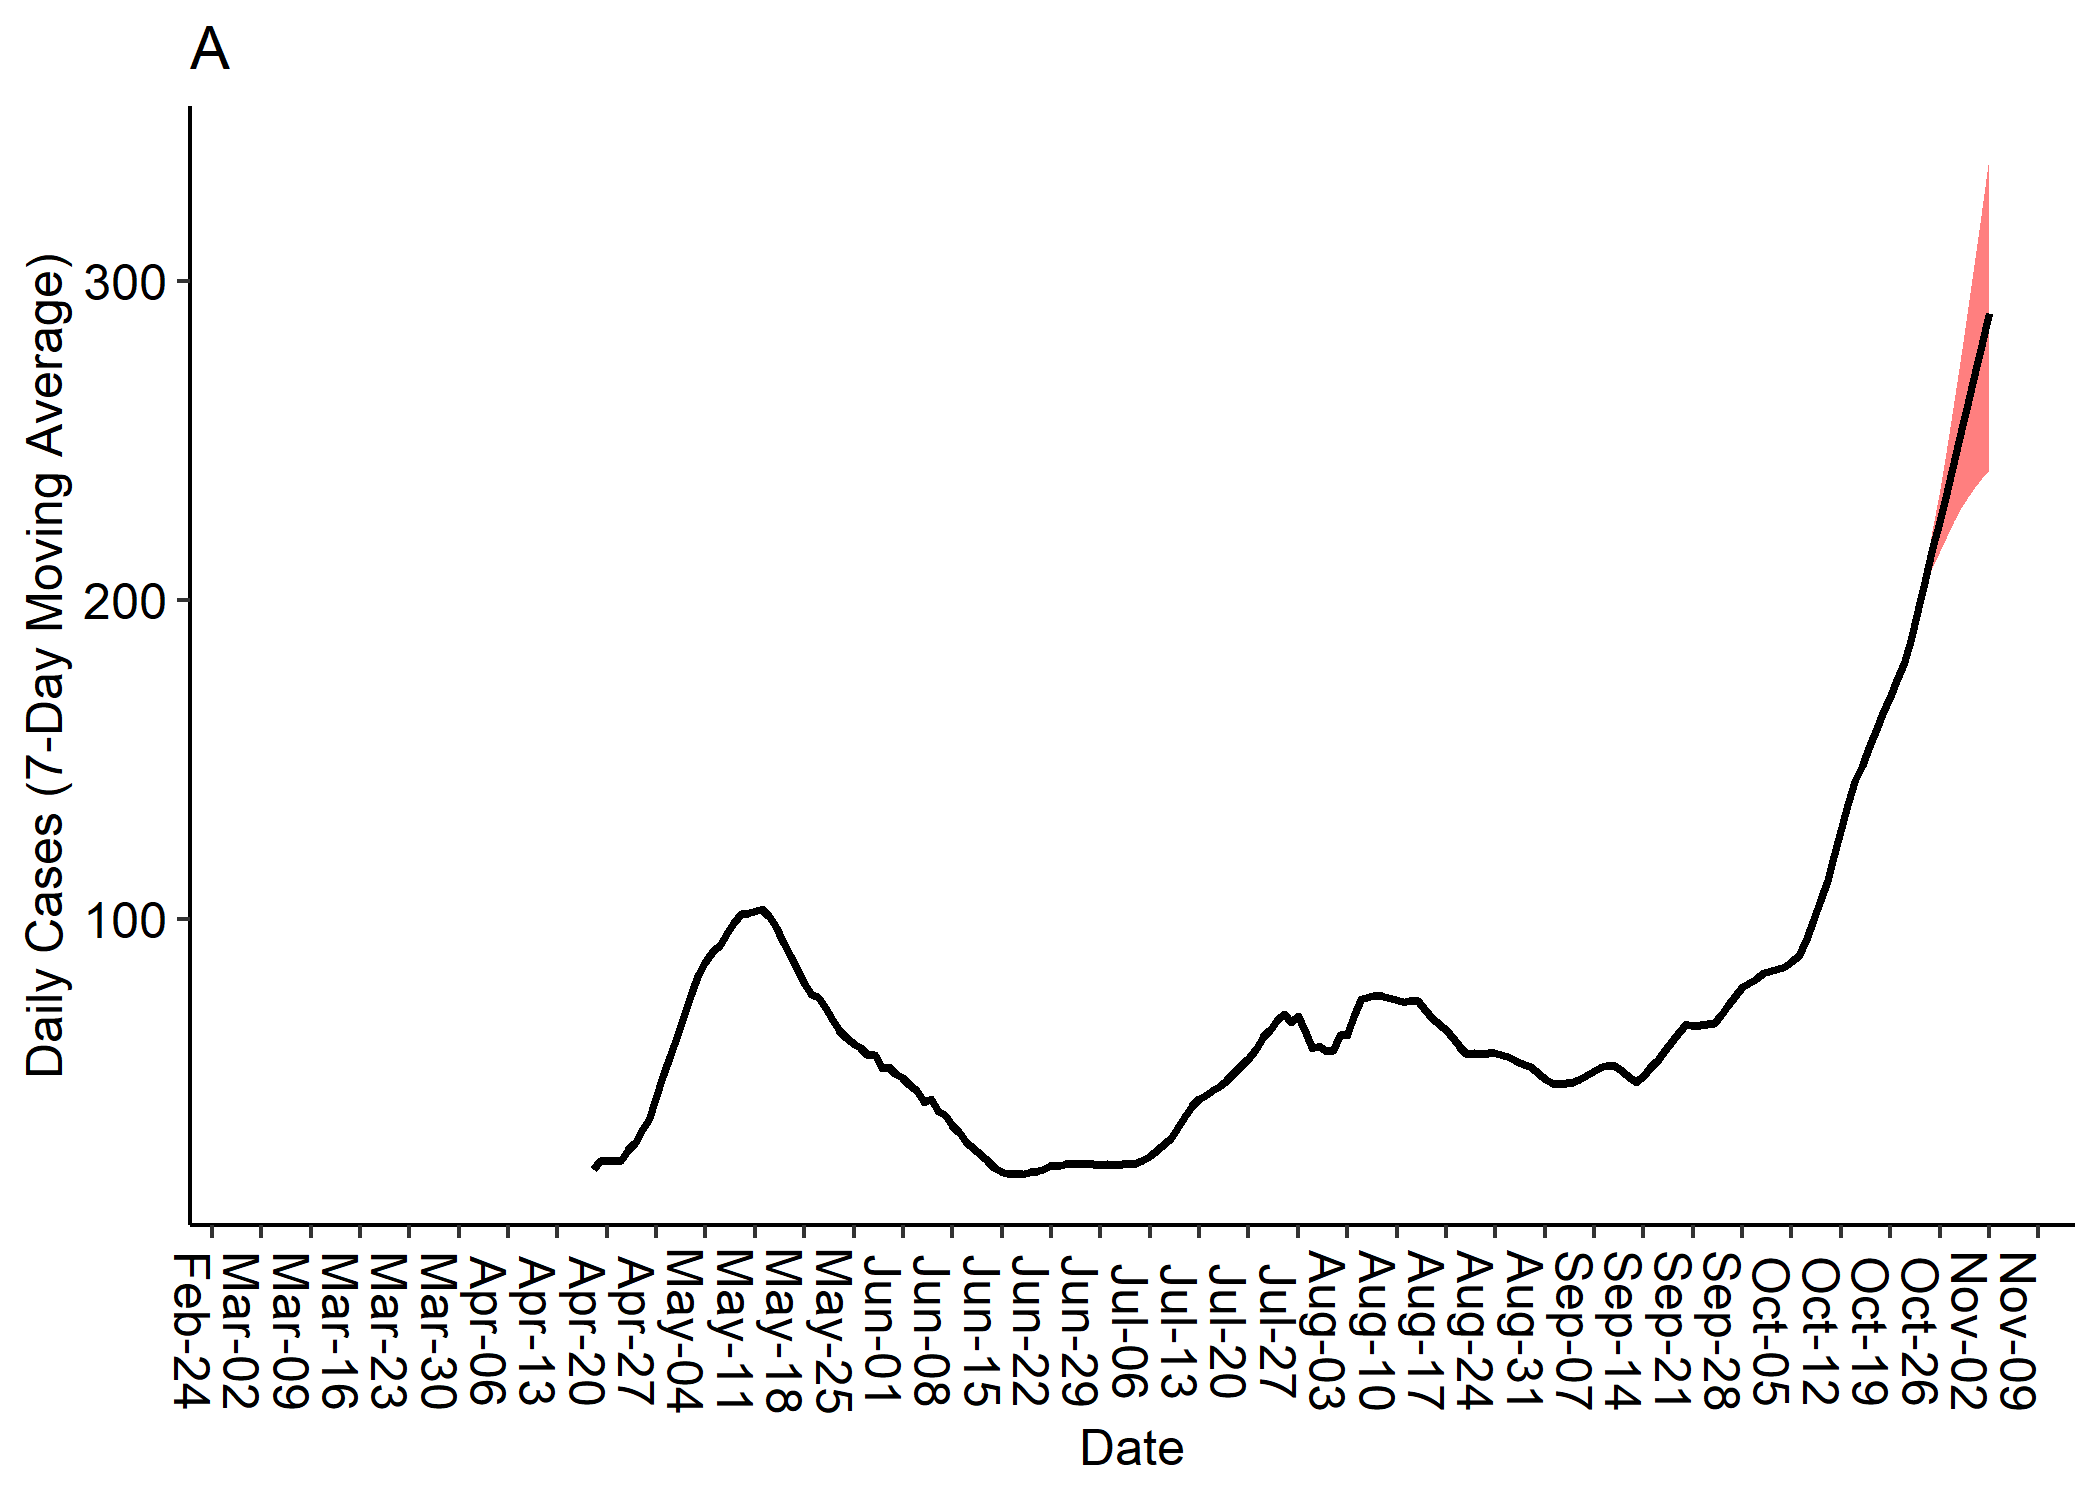 A
Daily Cases (7-Day Moving Average)
300
200
100
Feb-24
Mar-02
Mar-09
Mar-16
Mar-23
Mar-30
Apr-06
Apr-13
Apr-20
Apr-27
May-04
May-11
May-18
May-25
Jun-01
Jun-08
Jun-15
Jun-22
Jun-29
Jul-06
Jul-13
Jul-20
Jul-27
Aug-03
Aug-10
Aug-17
Aug-24
Aug-31
Sep-07
Sep-14
Sep-21
Sep-28
Oct-05
Oct-12
Oct-19
Oct-26
Nov-02
Nov-09
Date